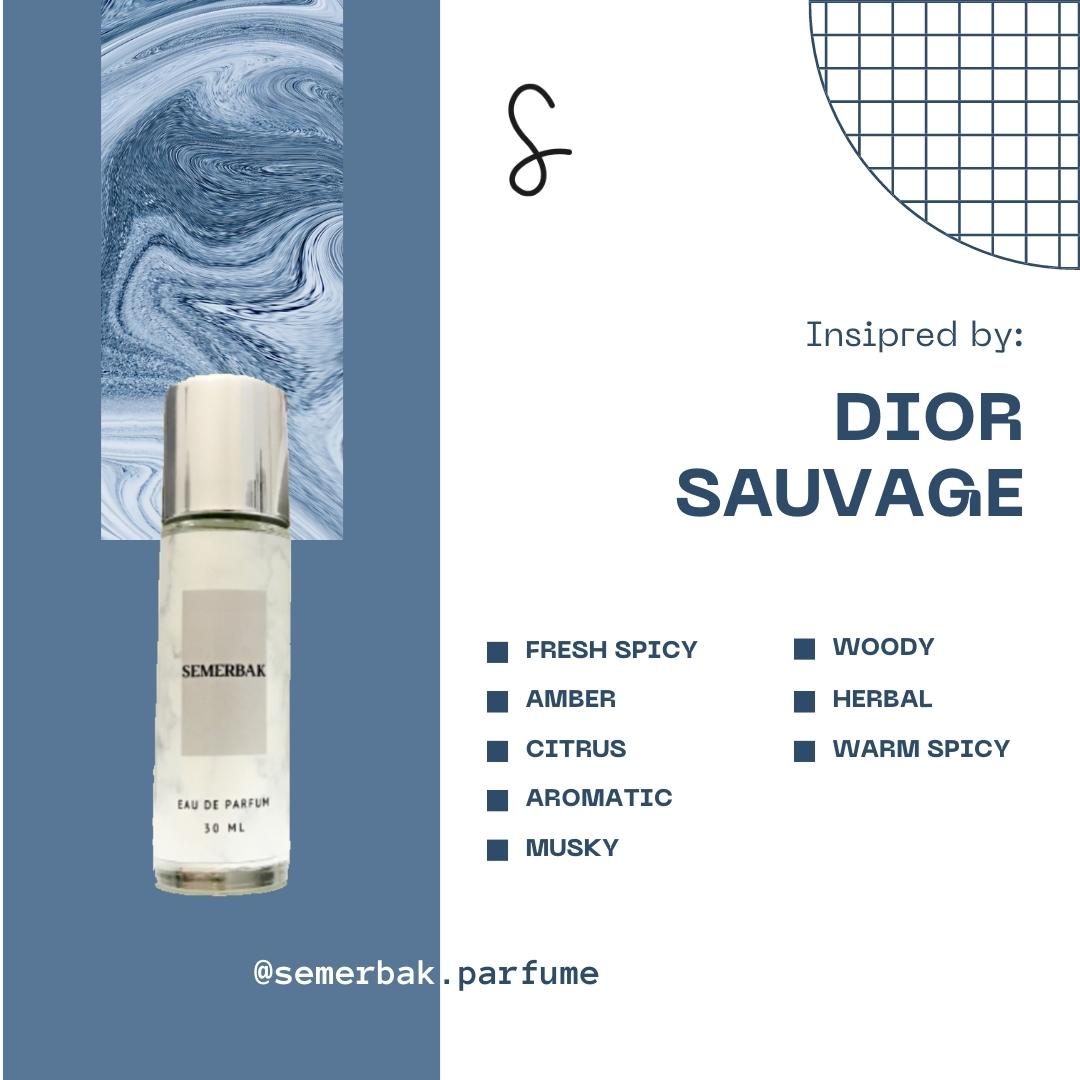 S
Insipred by:
DIOR
SAUVAGE
FRESH SPICY
AMBER
CITRUS
AROMATIC
MUSKY
WOODY
HERBAL
WARM SPICY
SEMERBAK
EAU DE PARFUM
30 ML
@semerbak.parfume